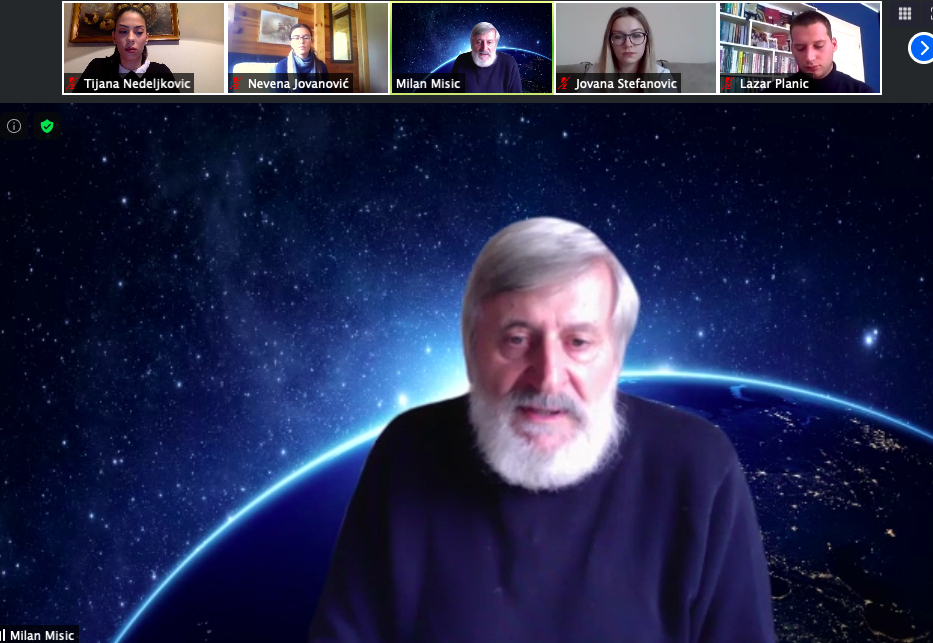 Tijana Nedeljkovic
Nevena Jovanović
Milan Misic
Jovana Stefanovic
Lazar Planic
Milan Misic